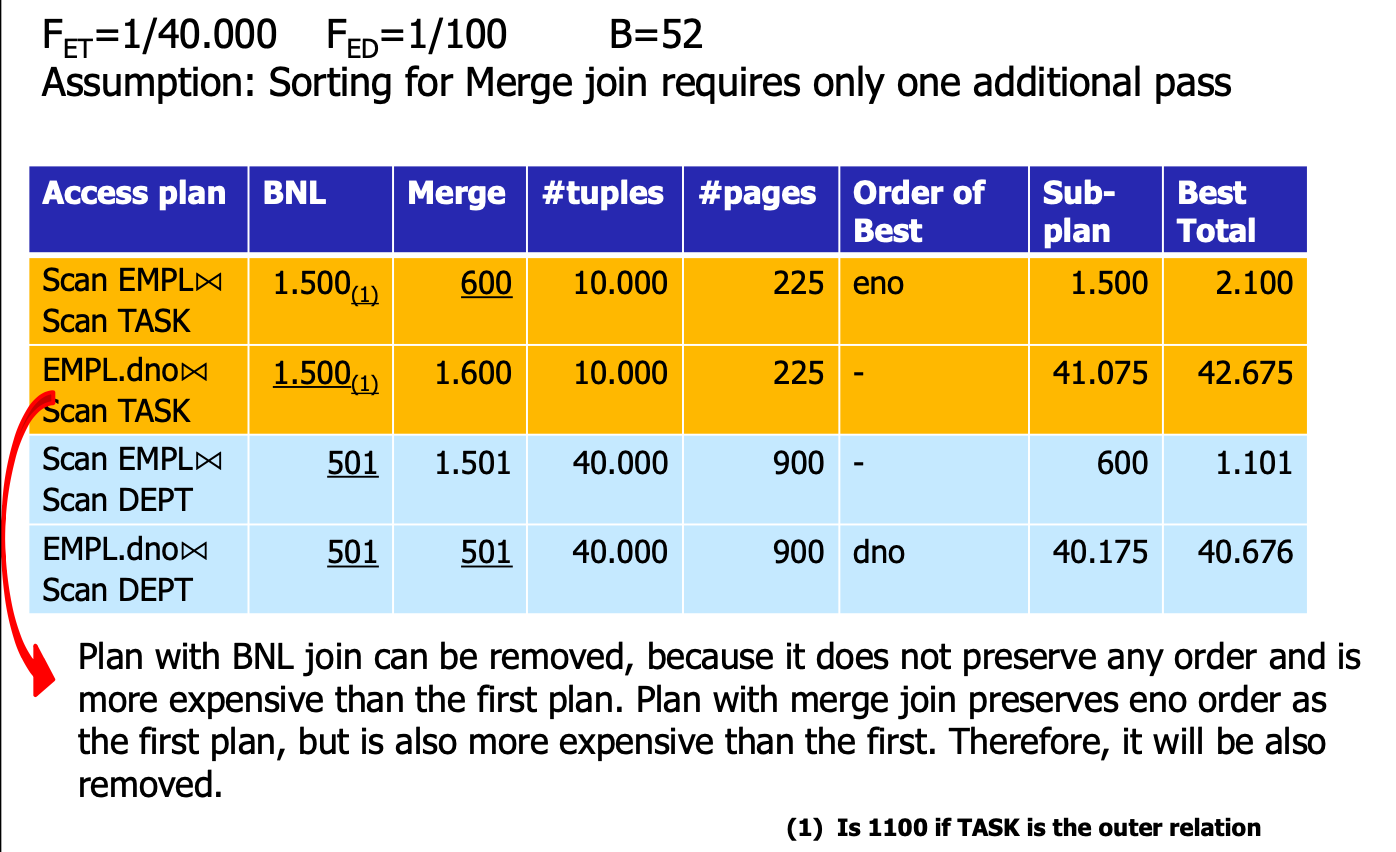 F_ET=1/40.000 F_ED=1/100 B=52
Assumption: Sorting for Merge join requires only one additional pass
Access plan BNL Merge #tuples #pages Order of Best Sub-plan Best Total
Scan EMPL⋈ 1.500(1) 600 10.000 225 eno 1.500 2.100
Scan TASK
EMPL.dno⋈ 1.500(1) 1.600 10.000 225 - 41.075 42.675
Scan TASK
Scan EMPL⋈ 501 1.501 40.000 900 - 600 1.101
Scan DEPT
EMPL.dno⋈ 501 501 40.000 900 dno 40.175 40.676
Scan DEPT
Plan with BNL join can be removed, because it does not preserve any order and is
more expensive than the first plan. Plan with merge join preserves eno order as
the first plan, but is also more expensive than the first. Therefore, it will be also
removed.
(1) Is 1100 if TASK is the outer relation